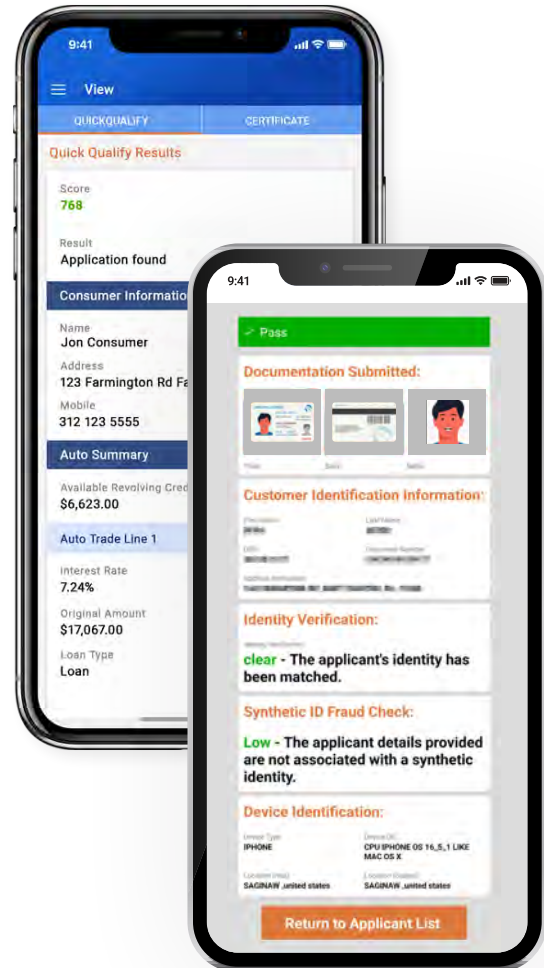 9:41
View
QUICKQUALIFY
CERTIFICATE
Quick Qualify Results
Score
768
Result
Application found
Consumer Informatio
Name
Jon Consumer
Address
123 Farmington Rd Fa
Mobile
312 123 5555
Auto Summary
Available Revolving Cred
$6,623.00
Auto Trade Line 1
Interest Rate
7.24%
Original Amount
$17,067.00
Loan Type
Loan
9:41
Pass
Documentation Submitted:
Customer Identification Information:
Identity Verification:
clear - The applicant's identity has
been matched.
Synthetic ID Fraud Check:
Low - The applicant details provided
are not associated with a synthetic
identity.
Device Identification:
Device Type
Device OS
IPHONE
CPU IPHONE OS 16_5_1 LIKE
MAC OS X
SAGINAW ,united states
SAGINAW ,united states
Return to Applicant List